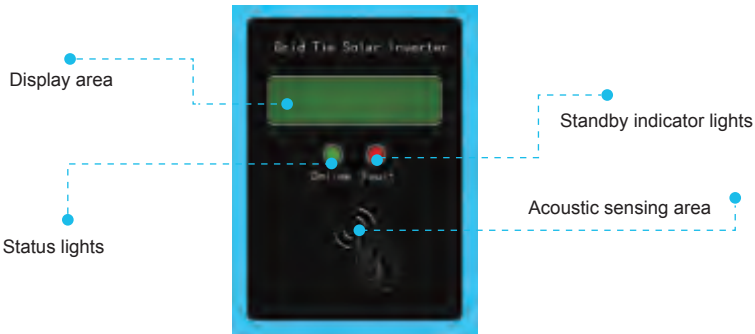 Grid Tie Solar Inverter
Display area
Standby indicator lights
Online Fault
Acoustic sensing area
Status lights